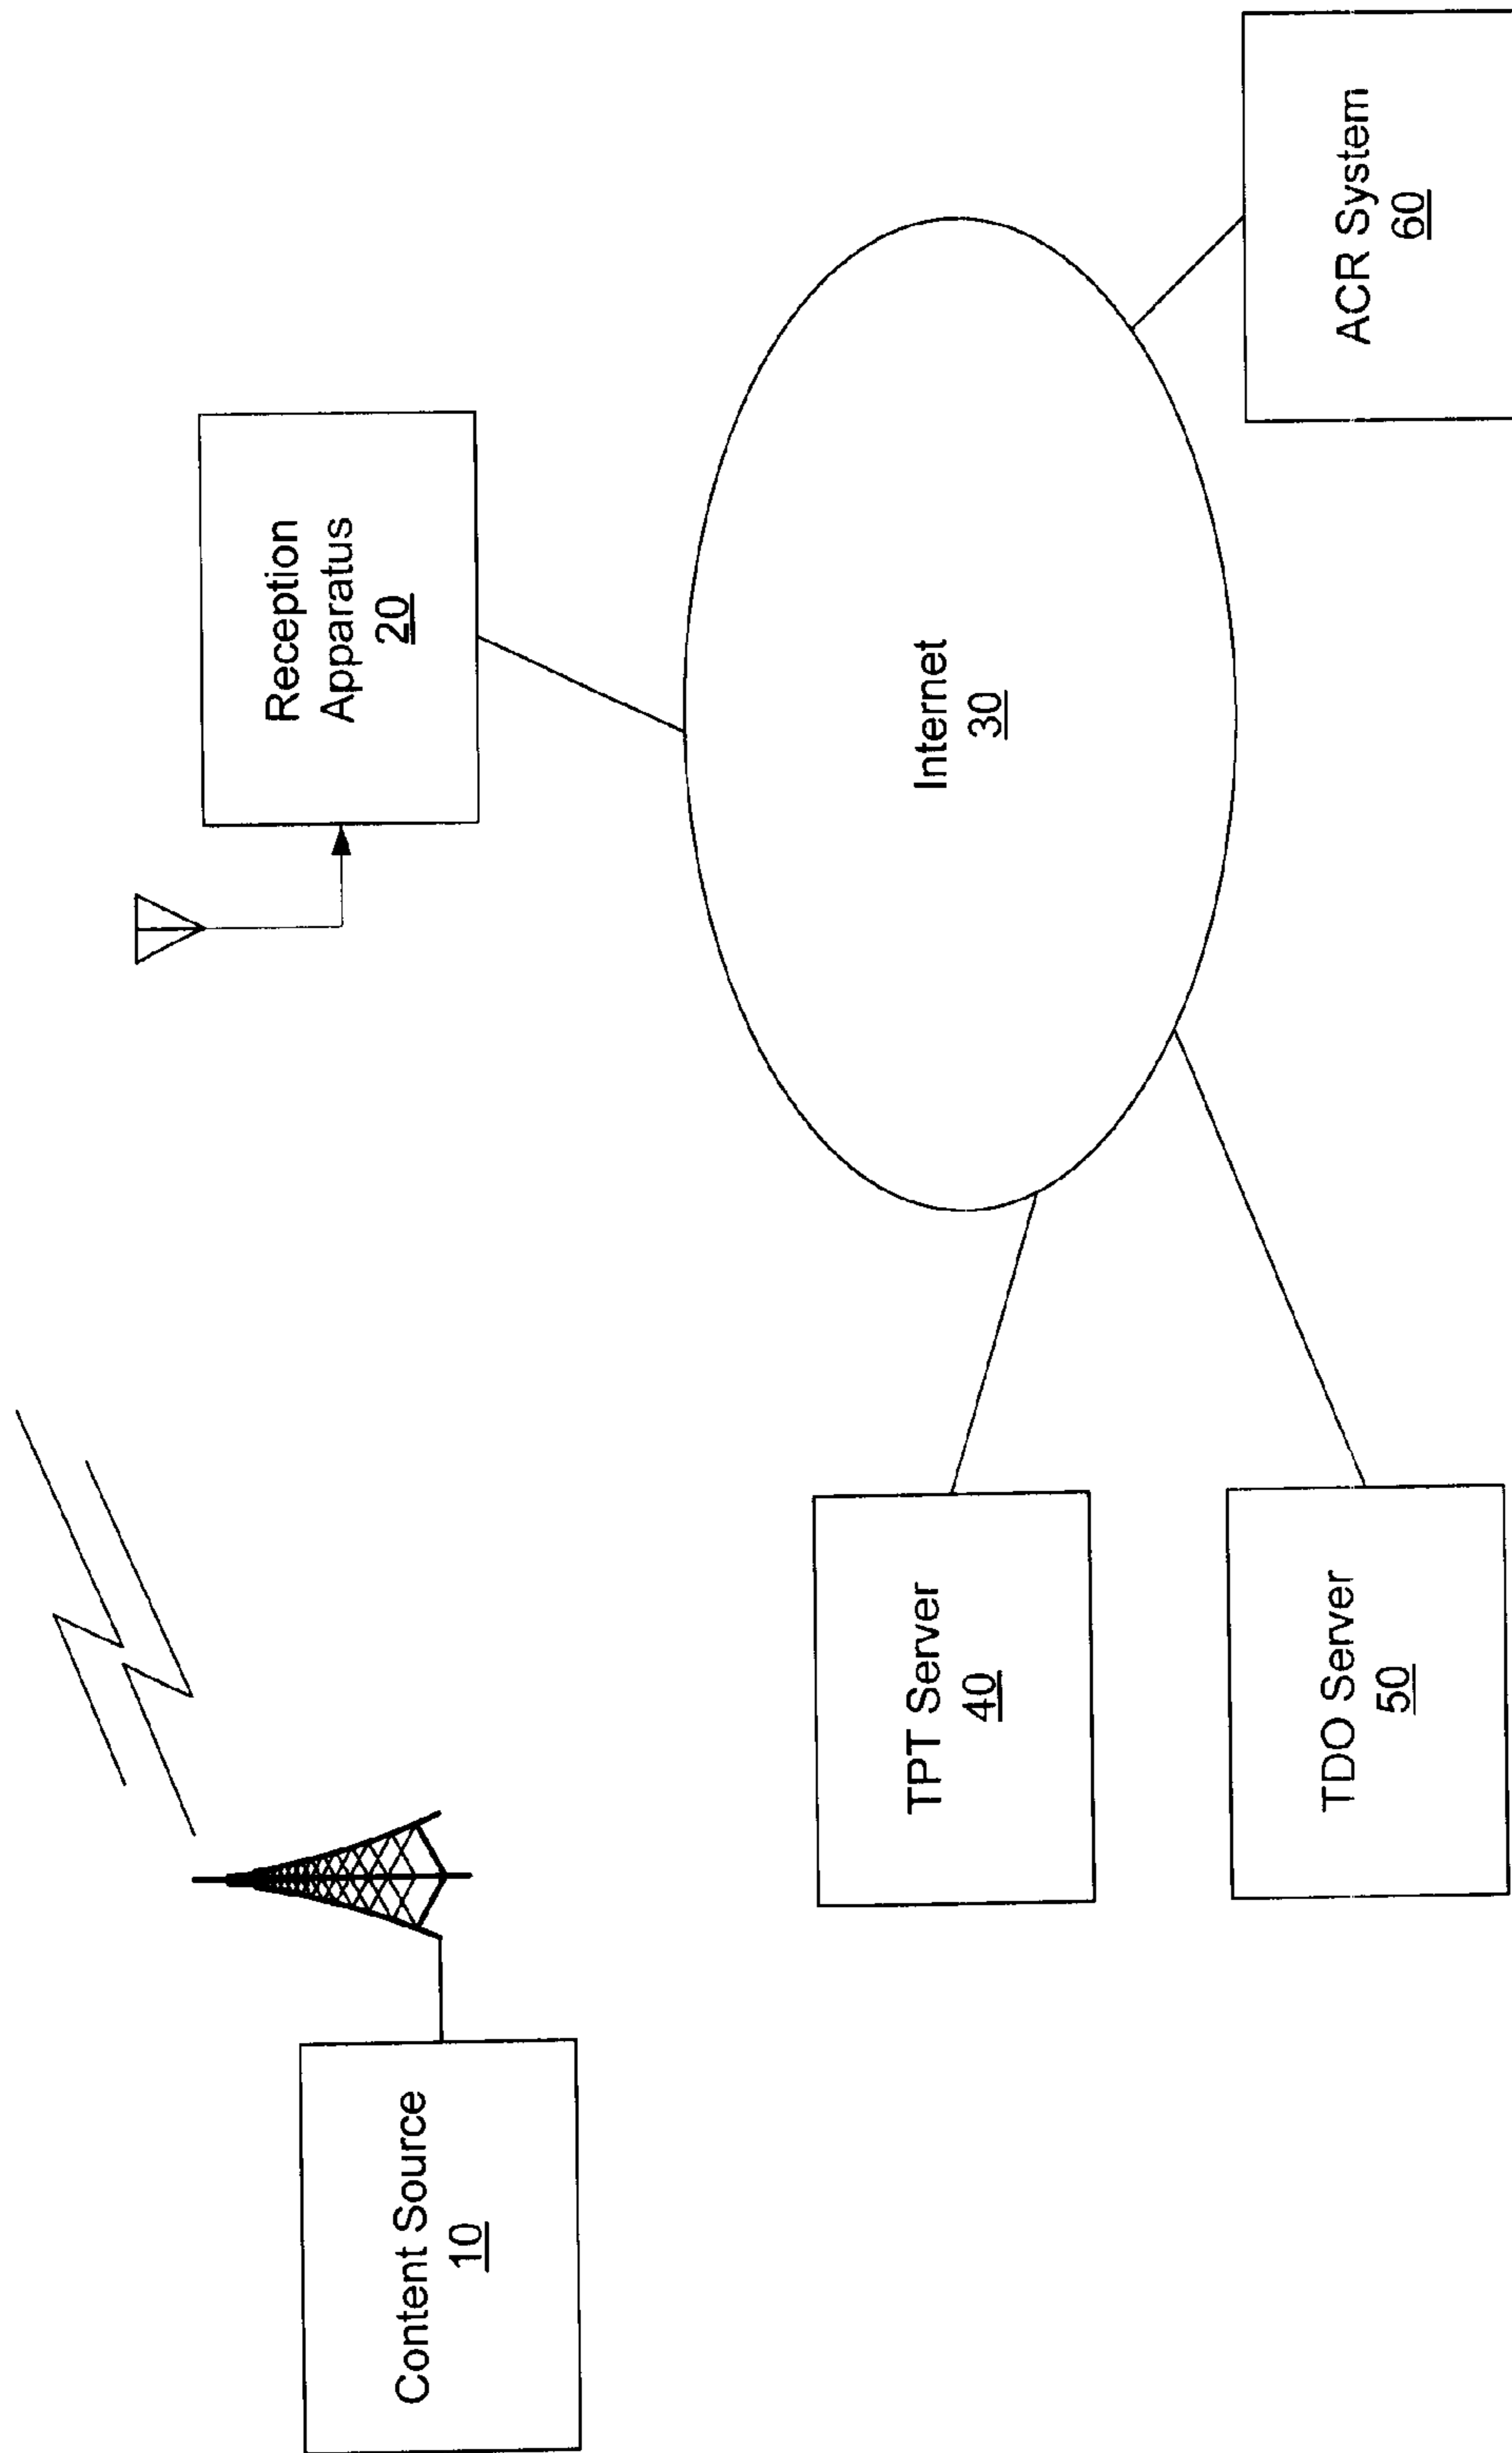 Content Source
10
Reception
Apparatus
20
Internet
30
TPT Server
40
TDO Server
50
ACR System
60